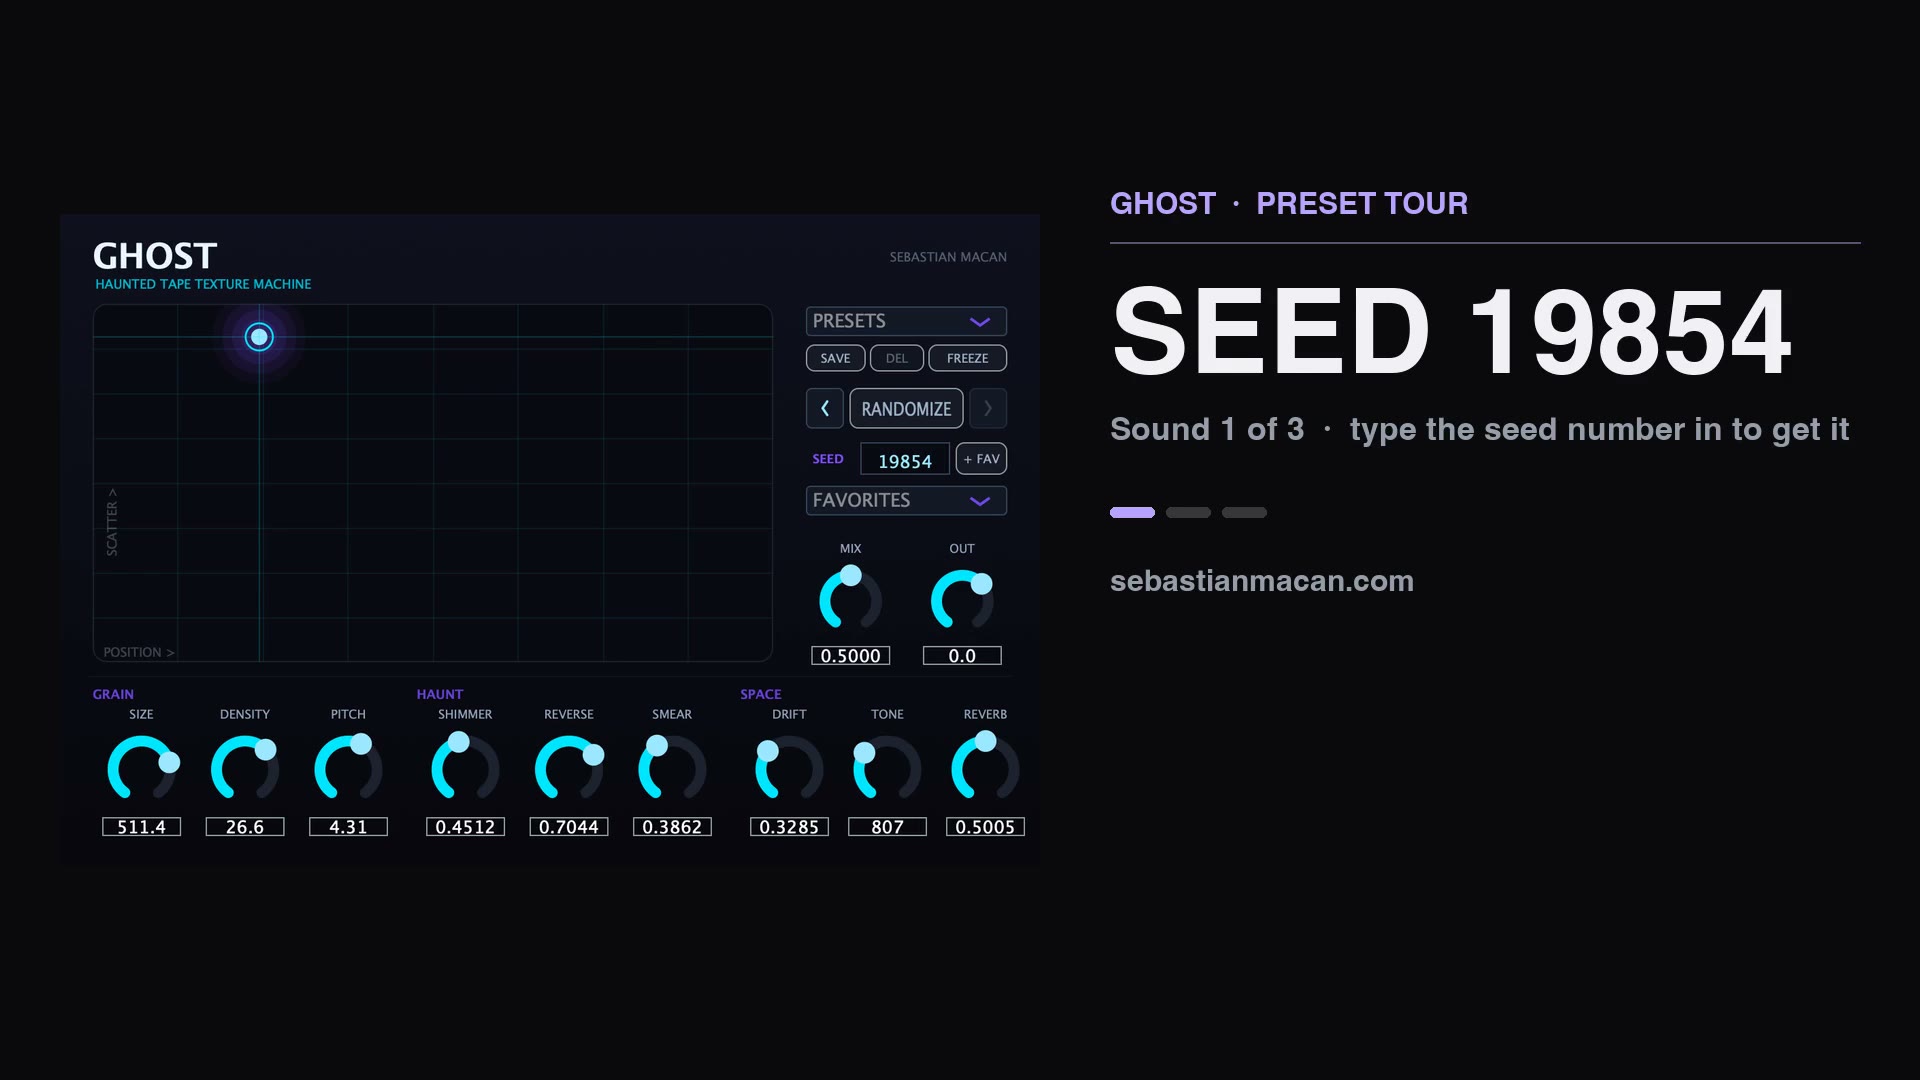 GHOST
SEBASTIAN MACAN
HAUNTED TAPE TEXTURE MACHINE
SCATTER >
POSITION >
PRESETS
SAVE DEL FREEZE
< RANDOMIZE >
SEED 19854 + FAV
FAVORITES
MIX OUT
0.5000 0.0
GRAIN HAUNT SPACE
SIZE DENSITY PITCH SHIMMER REVERSE SMEAR DRIFT TONE REVERB
511.4 26.6 4.31 0.4512 0.7044 0.3862 0.3285 807 0.5005
GHOST · PRESET TOUR
SEED 19854
Sound 1 of 3 · type the seed number in to get it
sebastianmacan.com